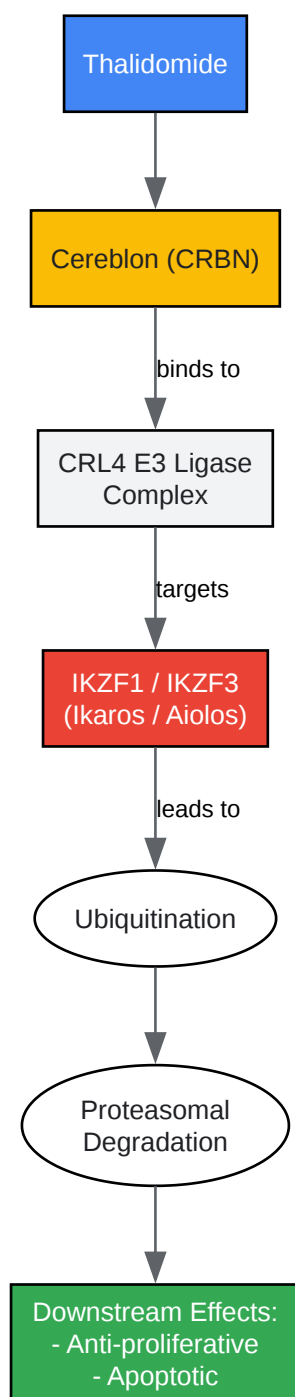 Thalidomide
Cereblon (CRBN)
binds to
CRL4 E3 Ligase
Complex
targets
IKZF1 / IKZF3
(Ikaros / Aiolos)
leads to
Ubiquitination
Proteasomal
Degradation
Downstream Effects:
- Anti-proliferative
- Apoptotic